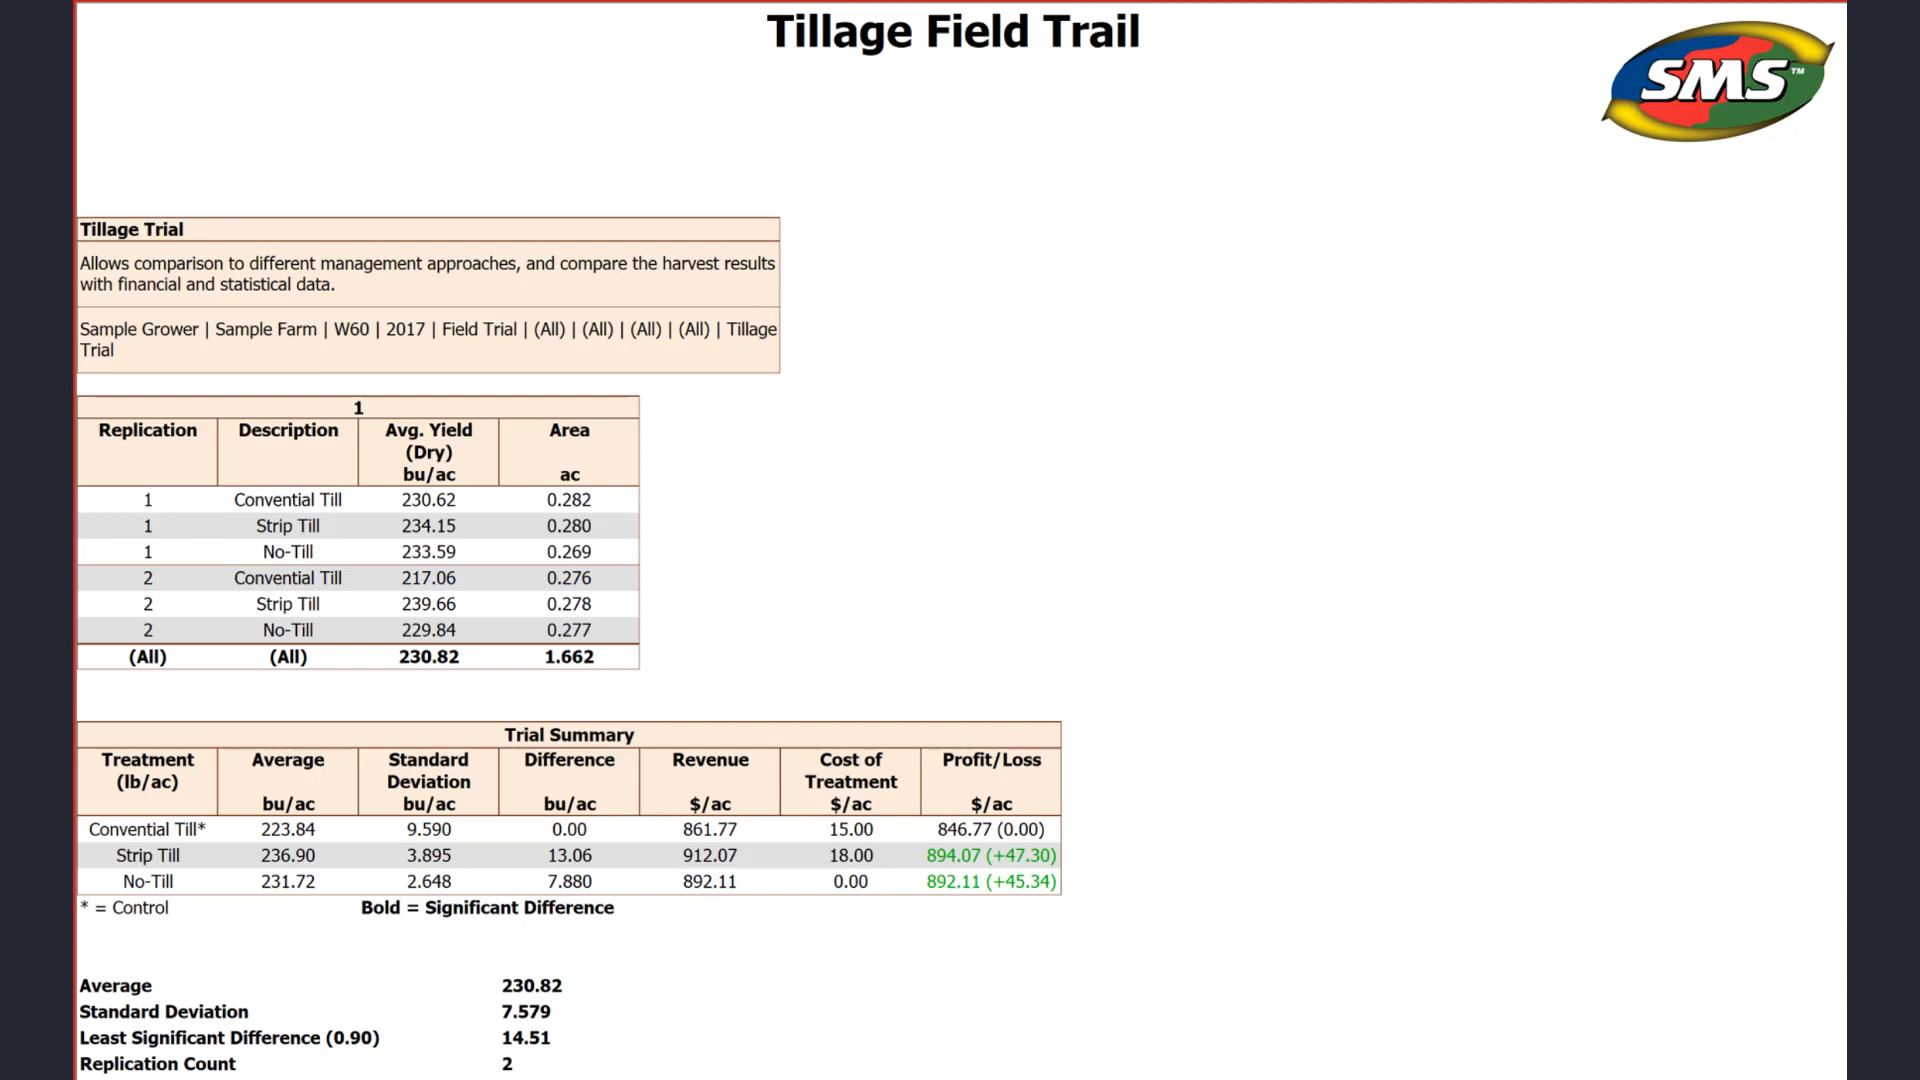 Tillage Field Trail
SMS™
Tillage Trial
Allows comparison to different management approaches, and compare the harvest results
with financial and statistical data.
Sample Grower | Sample Farm | W60 | 2017 | Field Trial | (All) | (All) | (All) | (All) | Tillage
Trial
1
Replication Description Avg. Yield Area
(Dry)
bu/ac ac
1 Convential Till 230.62 0.282
1 Strip Till 234.15 0.280
1 No-Till 233.59 0.269
2 Convential Till 217.06 0.276
2 Strip Till 239.66 0.278
2 No-Till 229.84 0.277
(All) (All) 230.82 1.662
Trial Summary
Treatment Average Standard Difference Revenue Cost of Profit/Loss
(lb/ac) Deviation Treatment
bu/ac bu/ac bu/ac $/ac $/ac $/ac
Convential Till* 223.84 9.590 0.00 861.77 15.00 846.77 (0.00)
Strip Till 236.90 3.895 13.06 912.07 18.00 894.07 (+47.30)
No-Till 231.72 2.648 7.880 892.11 0.00 892.11 (+45.34)
* = Control Bold = Significant Difference
Average 230.82
Standard Deviation 7.579
Least Significant Difference (0.90) 14.51
Replication Count 2